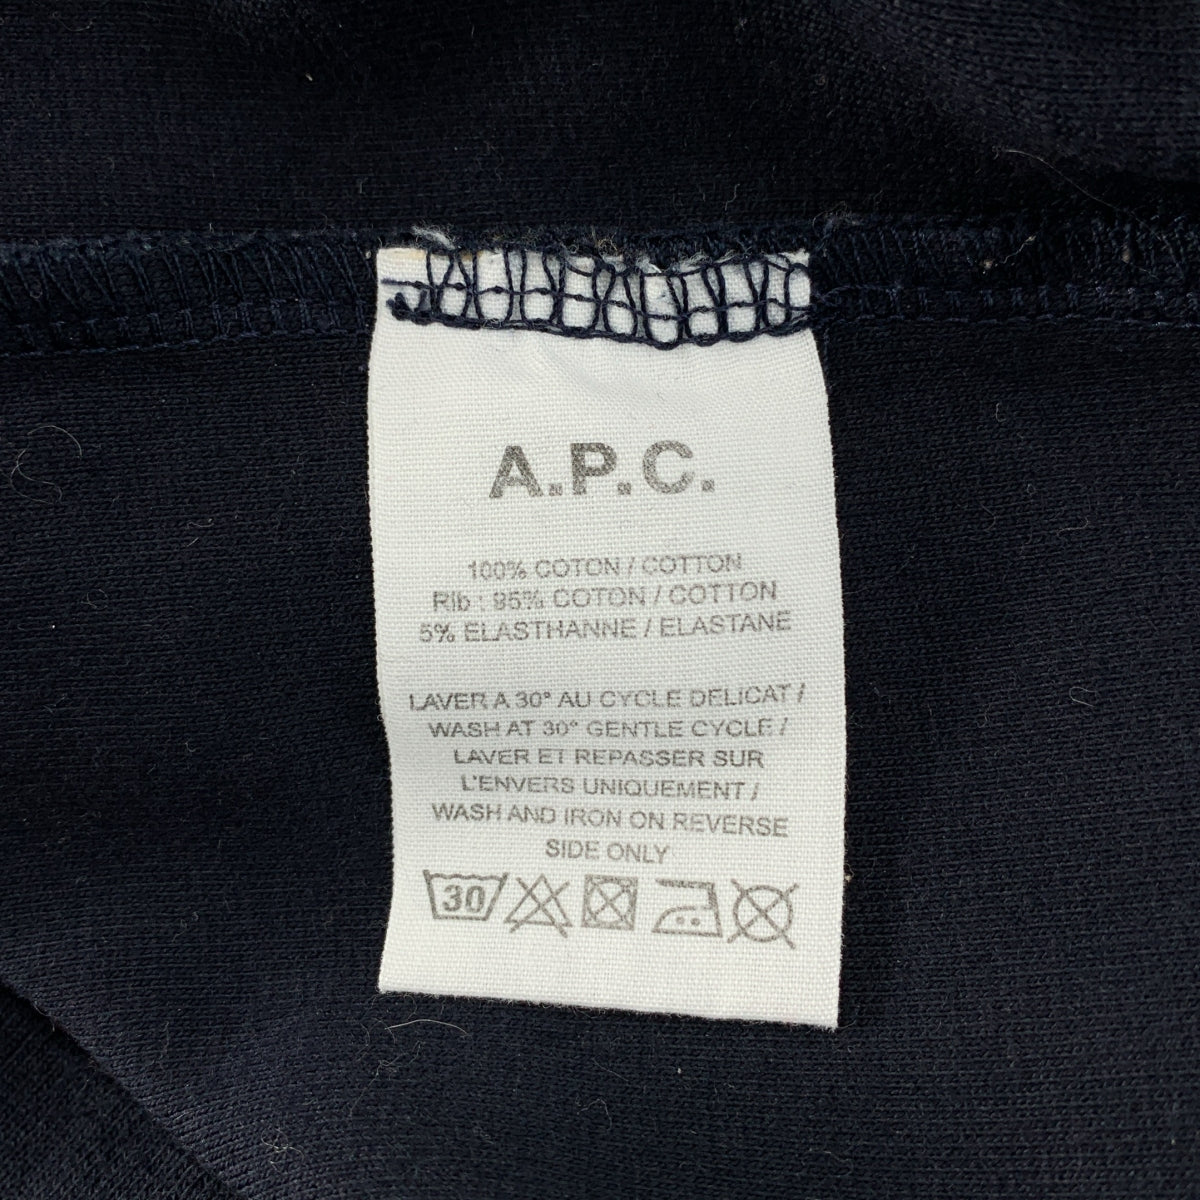 A.P.C.
100% COTON / COTTON
Rib : 95% COTON / COTTON
5% ELASTHANNE / ELASTANE
LAVER A 30° AU CYCLE DELICAT /
WASH AT 30° GENTLE CYCLE /
LAVER ET REPASSER SUR
L'ENVERS UNIQUEMENT /
WASH AND IRON ON REVERSE
SIDE ONLY
30